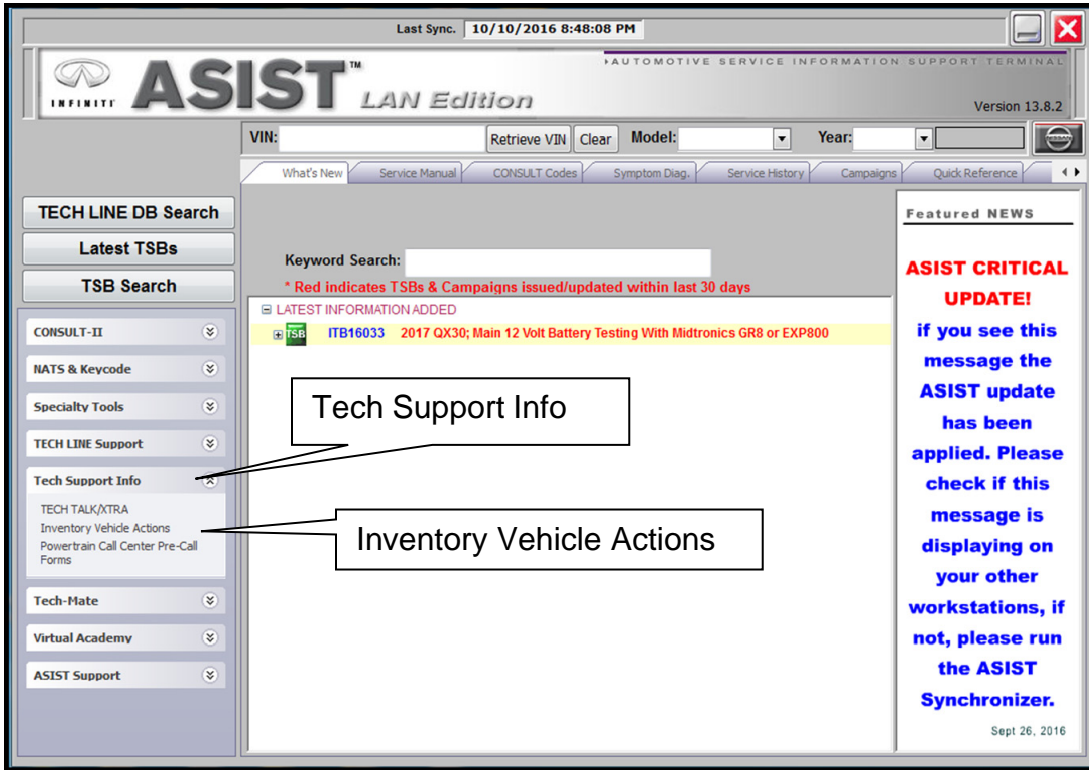 Last Sync. 10/10/2016 8:48:08 PM
INFINITI ASIST™ LAN Edition
AUTOMOTIVE SERVICE INFORMATION SUPPORT TERMINAL
Version 13.8.2
VIN: Retrieve VIN Clear Model: Year:
What's New Service Manual CONSULT Codes Symptom Diag. Service History Campaigns Quick Reference
TECH LINE DB Search
Latest TSBs
TSB Search
CONSULT-II
NATS & Keycode
Specialty Tools
TECH LINE Support
Tech Support Info
TECH TALK/XTRA
Inventory Vehicle Actions
Powertrain Call Center Pre-Call
Forms
Tech-Mate
Virtual Academy
ASIST Support
Keyword Search:
* Red indicates TSBs & Campaigns issued/updated within last 30 days
LATEST INFORMATION ADDED
TSB ITB16033 2017 QX30; Main 12 Volt Battery Testing With Midtronics GR8 or EXP800
Tech Support Info
Inventory Vehicle Actions
Featured NEWS
ASIST CRITICAL
UPDATE!
if you see this
message the
ASIST update
has been
applied. Please
check if this
message is
displaying on
your other
workstations, if
not, please run
the ASIST
Synchronizer.
Sept 26, 2016